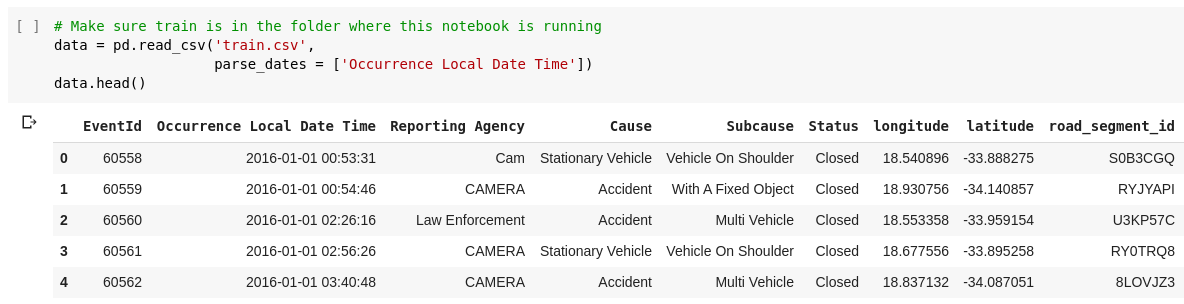 [ ] # Make sure train is in the folder where this notebook is running
data = pd.read_csv('train.csv',
parse_dates = ['Occurrence Local Date Time'])
data.head()
EventId Occurrence Local Date Time Reporting Agency Cause Subcause Status longitude latitude road_segment_id
0 60558 2016-01-01 00:53:31 Cam Stationary Vehicle Vehicle On Shoulder Closed 18.540896 -33.888275 S0B3CGQ
1 60559 2016-01-01 00:54:46 CAMERA Accident With A Fixed Object Closed 18.930756 -34.140857 RYJYAPI
2 60560 2016-01-01 02:26:16 Law Enforcement Accident Multi Vehicle Closed 18.553358 -33.959154 U3KP57C
3 60561 2016-01-01 02:56:26 CAMERA Stationary Vehicle Vehicle On Shoulder Closed 18.677556 -33.895258 RY0TRQ8
4 60562 2016-01-01 03:40:48 CAMERA Accident Multi Vehicle Closed 18.837132 -34.087051 8LOVJZ3